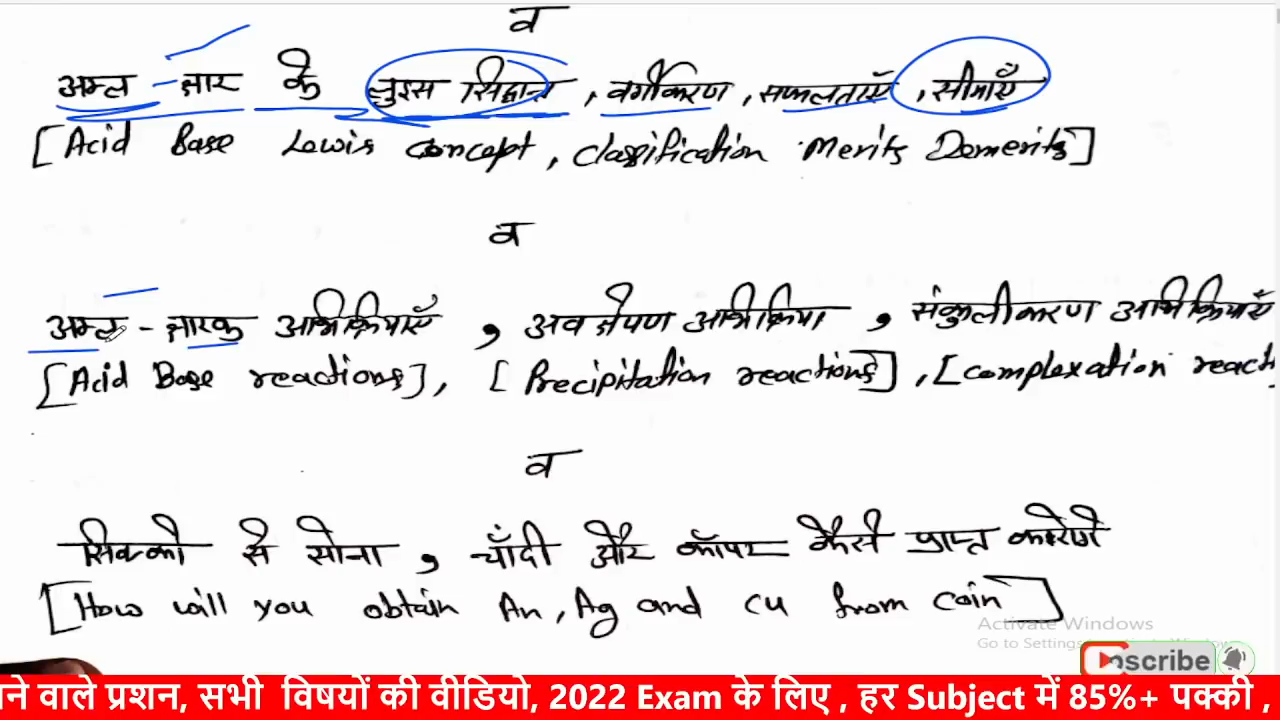 व
अम्ल - क्षार के लुइस सिद्धान्त , वर्गीकरण , सफलताएँ , सीमाएँ
[Acid Base Lewis concept , classification Merits Demerits]
व
अम्ल - क्षारक अभिक्रियाएँ , अवक्षेपण अभिक्रिया , संकुलीकरण अभिक्रियाएँ
[Acid Base reactions] , [Precipitation reactions] , [complexation react
व
सिक्को से सोना , चाँदी और कॉपर कैसे प्राप्त करेगें
[How will you obtain Au, Ag and cu from coin]
Activate Windows
Go to Settings
bscribe
ने वाले प्रशन, सभी विषयों की वीडियो, 2022 Exam के लिए , हर Subject में 85%+ पक्की ,